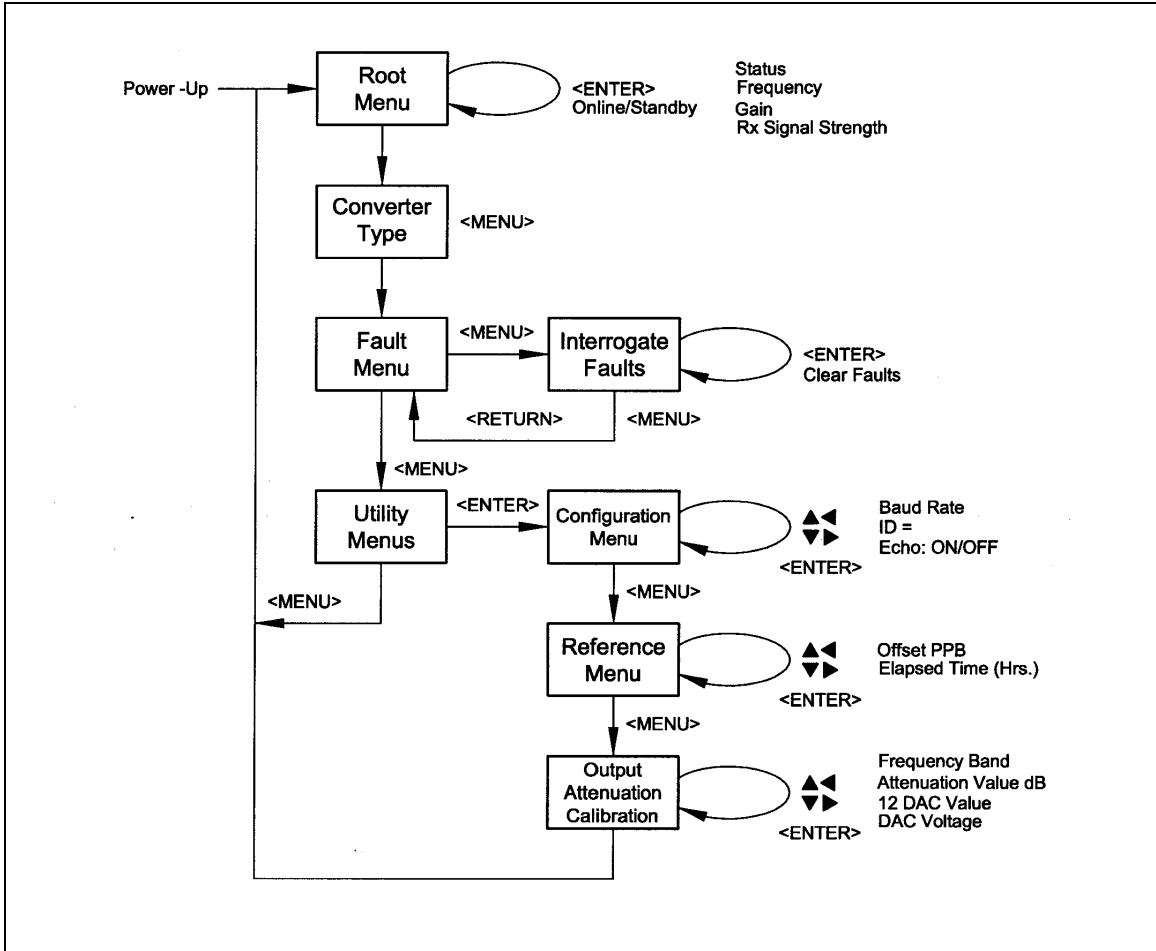 Power -Up
Root
Menu
<ENTER>
Online/Standby
Status
Frequency
Gain
Rx Signal Strength
Converter
Type
<MENU>
Fault
Menu
<MENU>
Interrogate
Faults
<ENTER>
Clear Faults
<RETURN>
<MENU>
<MENU>
Utility
Menus
<ENTER>
Configuration
Menu
<ENTER>
Baud Rate
ID =
Echo: ON/OFF
<MENU>
<MENU>
Reference
Menu
<ENTER>
Offset PPB
Elapsed Time (Hrs.)
<MENU>
Output
Attenuation
Calibration
<ENTER>
Frequency Band
Attenuation Value dB
12 DAC Value
DAC Voltage